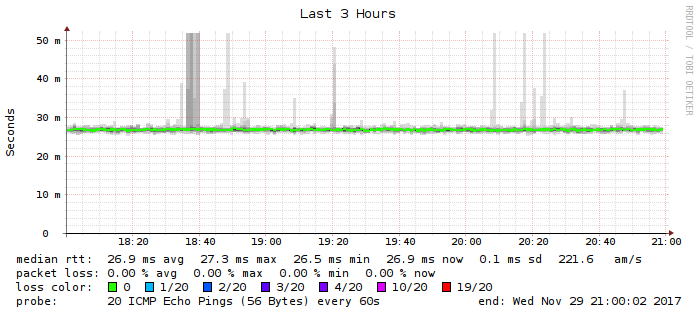 Last 3 Hours
RRDTOOL / TOBI OETIKER
Seconds
50 m
40 m
30 m
20 m
10 m
0
18:20 18:40 19:00 19:20 19:40 20:00 20:20 20:40 21:00
median rtt: 26.9 ms avg 27.3 ms max 26.5 ms min 26.9 ms now 0.1 ms sd 221.6 am/s
packet loss: 0.00 % avg 0.00 % max 0.00 % min 0.00 % now
loss color: 0 1/20 2/20 3/20 4/20 10/20 19/20
probe: 20 ICMP Echo Pings (56 Bytes) every 60s end: Wed Nov 29 21:00:02 2017